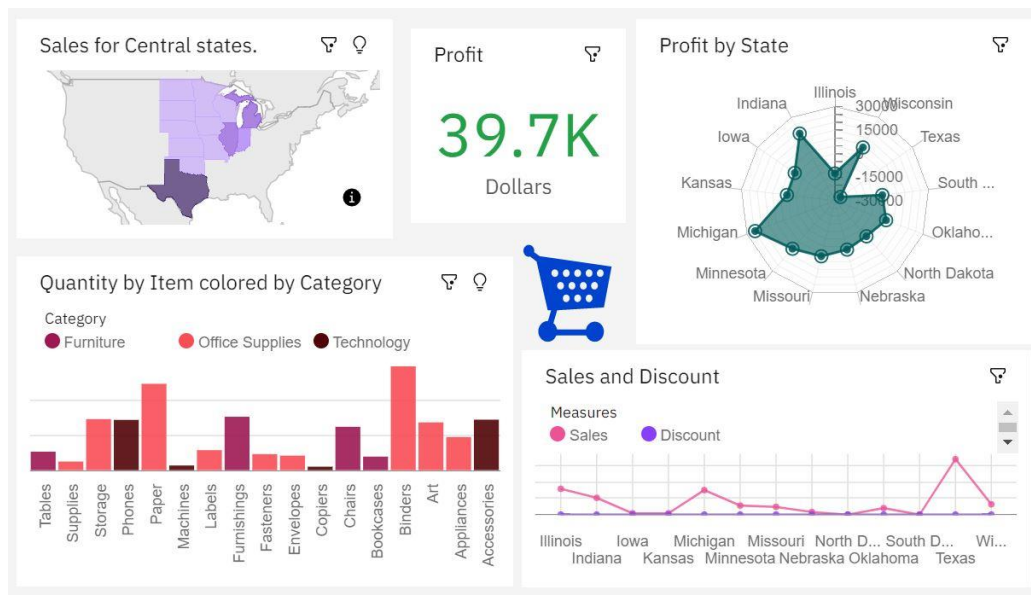 Sales for Central states.
i
Profit
39.7K
Dollars
Profit by State
Illinois
Wisconsin
Texas
South ...
Oklaho...
North Dakota
Nebraska
Missouri
Minnesota
Michigan
Kansas
Iowa
Indiana
30000
15000
-15000
-30000
Quantity by Item colored by Category
Category
Furniture Office Supplies Technology
Tables
Supplies
Storage
Phones
Paper
Machines
Labels
Furnishings
Fasteners
Envelopes
Copiers
Chairs
Bookcases
Binders
Art
Appliances
Accessories
Sales and Discount
Measures
Sales Discount
Illinois Iowa Michigan Missouri North D... South D... Wi...
Indiana Kansas Minnesota Nebraska Oklahoma Texas